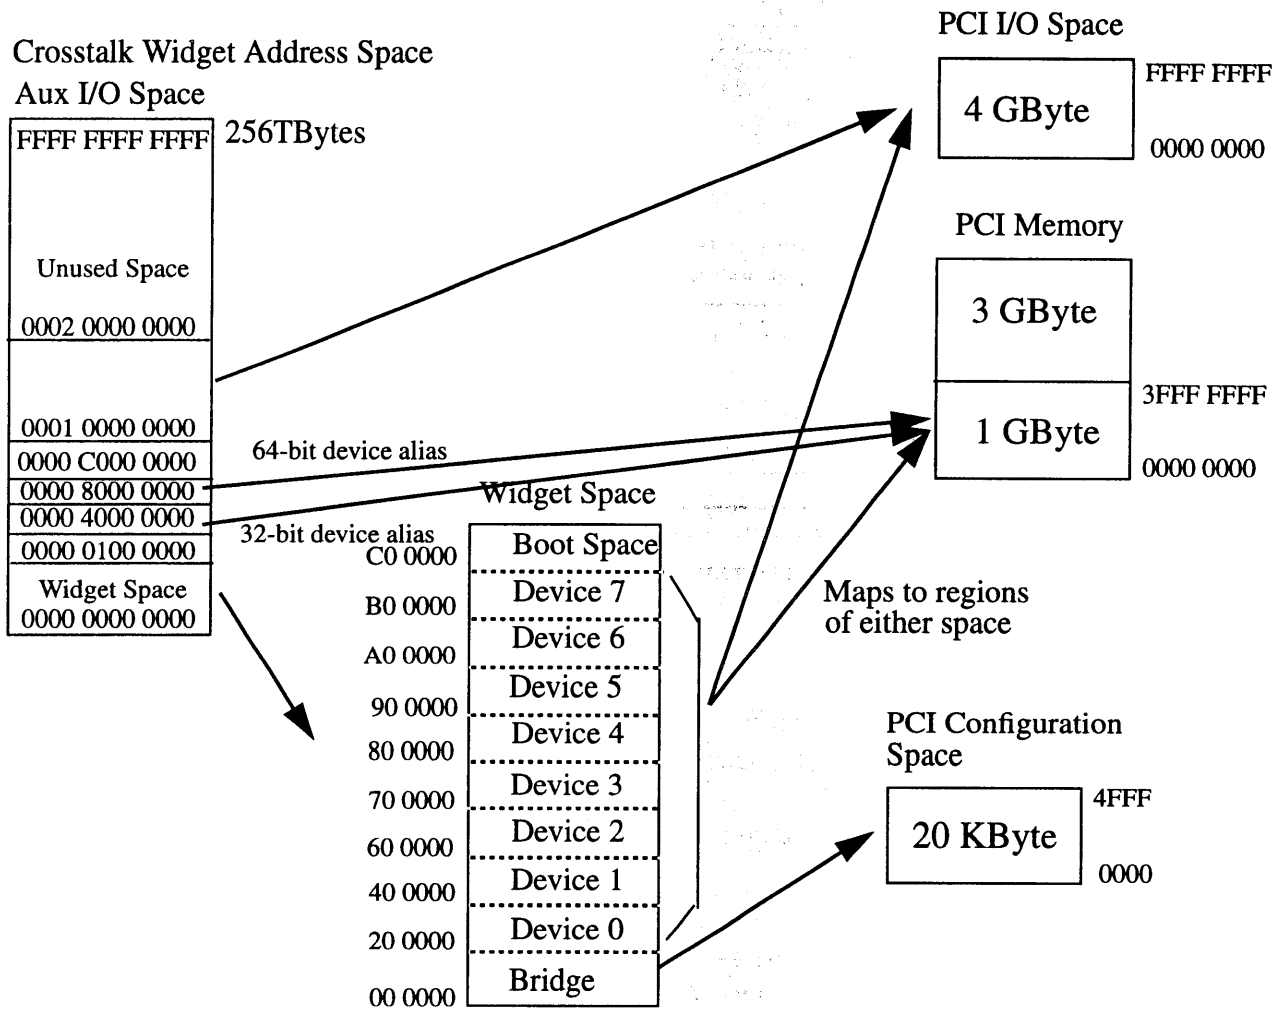 Crosstalk Widget Address Space
Aux I/O Space
FFFF FFFF FFFF
256TBytes
Unused Space
0002 0000 0000
0001 0000 0000
0000 C000 0000
0000 8000 0000
0000 4000 0000
0000 0100 0000
Widget Space
0000 0000 0000
64-bit device alias
32-bit device alias
Widget Space
Boot Space
C0 0000
Device 7
B0 0000
Device 6
A0 0000
Device 5
90 0000
Device 4
80 0000
Device 3
70 0000
Device 2
60 0000
Device 1
40 0000
Device 0
20 0000
Bridge
00 0000
PCI I/O Space
FFFF FFFF
4 GByte
0000 0000
PCI Memory
3 GByte
3FFF FFFF
1 GByte
0000 0000
Maps to regions
of either space
PCI Configuration
Space
4FFF
20 KByte
0000